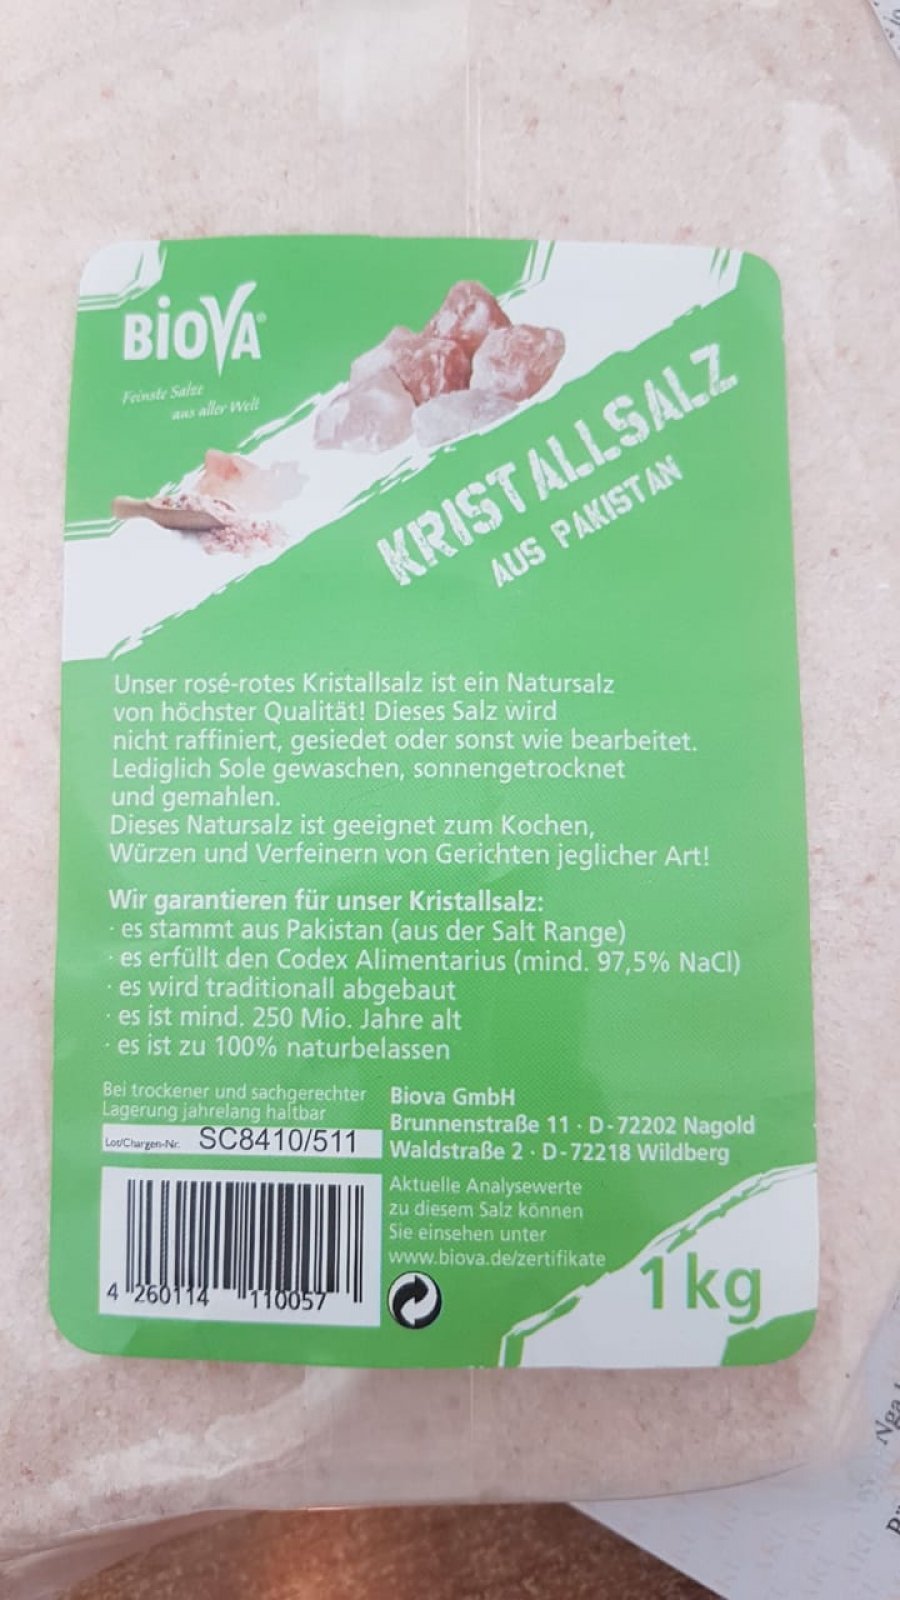 BIOVA®
Feinste Salze
aus aller Welt
KRISTALLSALZ
AUS PAKISTAN
Unser rosé-rotes Kristallsalz ist ein Natursalz
von höchster Qualität! Dieses Salz wird
nicht raffiniert, gesiedet oder sonst wie bearbeitet.
Lediglich Sole gewaschen, sonnengetrocknet
und gemahlen.
Dieses Natursalz ist geeignet zum Kochen,
Würzen und Verfeinern von Gerichten jeglicher Art!
Wir garantieren für unser Kristallsalz:
· es stammt aus Pakistan (aus der Salt Range)
· es erfüllt den Codex Alimentarius (mind. 97,5% NaCl)
· es wird traditionall abgebaut
· es ist mind. 250 Mio. Jahre alt
· es ist zu 100% naturbelassen
Bei trockener und sachgerechter
Lagerung jahrelang haltbar
Lot/Chargen-Nr. SC8410/511
Biova GmbH
Brunnenstraße 11 · D-72202 Nagold
Waldstraße 2 · D-72218 Wildberg
Aktuelle Analysewerte
zu diesem Salz können
Sie einsehen unter
www.biova.de/zertifikate
4 260114 110057
1kg
Nga